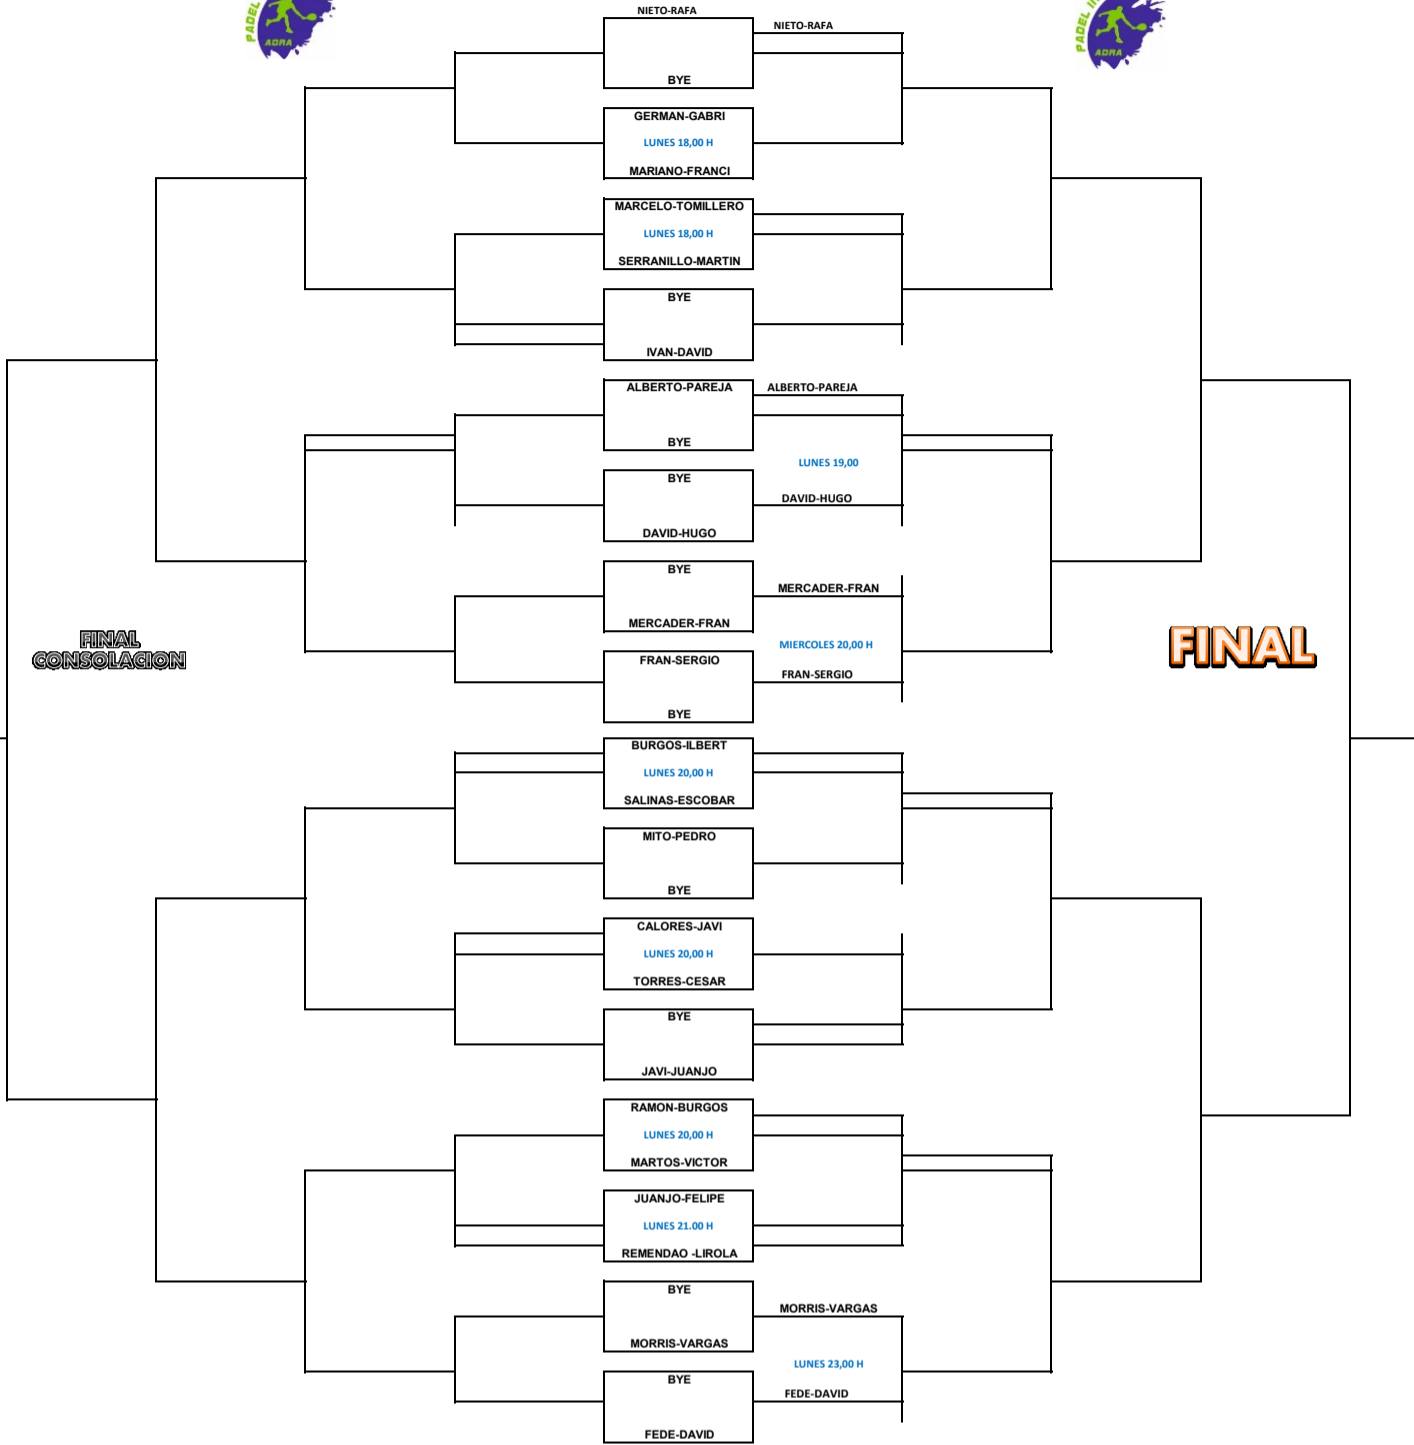 NIETO-RAFA
NIETO-RAFA
PADEL
ADRA
PADEL
ADRA
BYE
GERMAN-GABRI
LUNES 18,00 H
MARIANO-FRANCI
MARCELO-TOMILLERO
LUNES 18,00 H
SERRANILLO-MARTIN
BYE
IVAN-DAVID
ALBERTO-PAREJA
ALBERTO-PAREJA
BYE
LUNES 19,00
BYE
DAVID-HUGO
DAVID-HUGO
BYE
MERCADER-FRAN
MERCADER-FRAN
FINAL
CONSOLACION
MIERCOLES 20,00 H
FINAL
FRAN-SERGIO
FRAN-SERGIO
BYE
BURGOS-ILBERT
LUNES 20,00 H
SALINAS-ESCOBAR
MITO-PEDRO
BYE
CALORES-JAVI
LUNES 20,00 H
TORRES-CESAR
BYE
JAVI-JUANJO
RAMON-BURGOS
LUNES 20,00 H
MARTOS-VICTOR
JUANJO-FELIPE
LUNES 21.00 H
REMENDAO -LIROLA
BYE
MORRIS-VARGAS
MORRIS-VARGAS
LUNES 23,00 H
BYE
FEDE-DAVID
FEDE-DAVID